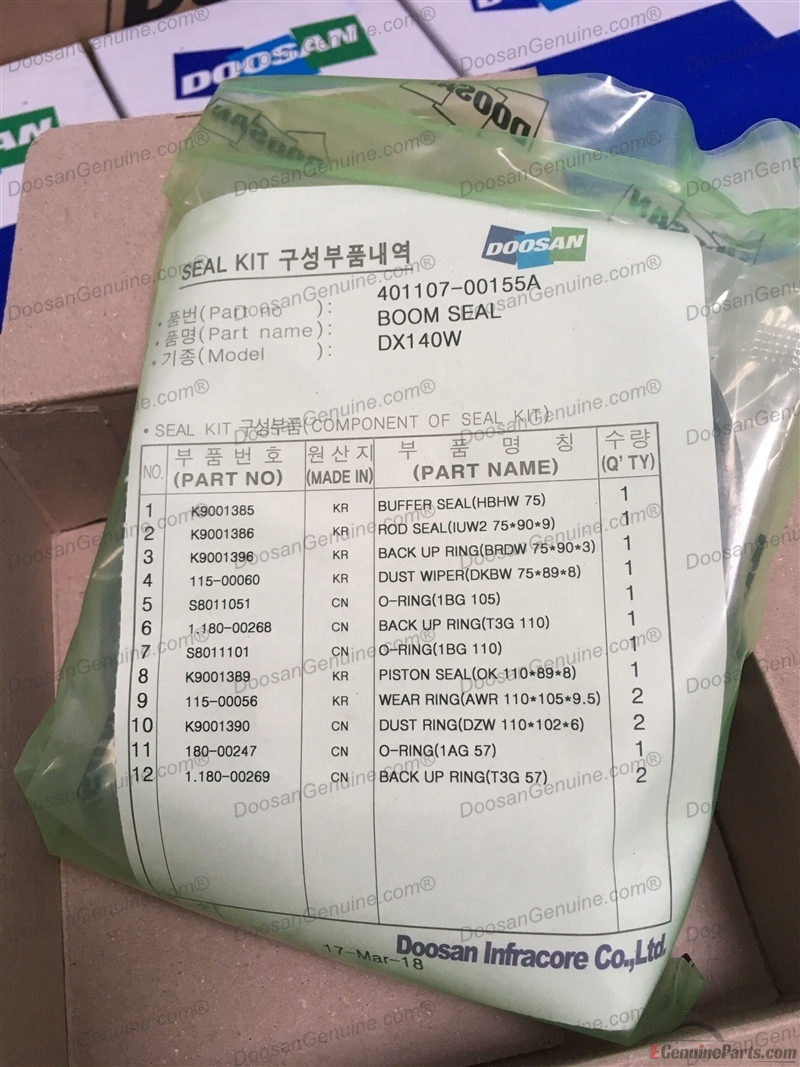 DOOSAN
DOOSAN
SEAL KIT 구성부품내역
DOOSAN
. 품번(Part no ): 401107-00155A
. 품명(Part name): BOOM SEAL
. 기종(Model ): DX140W
• SEAL KIT 구성부품(COMPONENT OF SEAL KIT)
NO. 부 품 번 호 (PART NO) 원 산 지 (MADE IN) 부 품 명 칭 (PART NAME) 수 량 (Q' TY)
1 K9001385 KR BUFFER SEAL(HBHW 75) 1
2 K9001386 KR ROD SEAL(IUW2 75*90*9) 1
3 K9001396 KR BACK UP RING(BRDW 75*90*3) 1
4 115-00060 KR DUST WIPER(DKBW 75*89*8) 1
5 S8011051 CN O-RING(1BG 105) 1
6 1.180-00268 CN BACK UP RING(T3G 110) 1
7 S8011101 CN O-RING(1BG 110) 1
8 K9001389 KR PISTON SEAL(OK 110*89*8) 1
9 115-00056 KR WEAR RING(AWR 110*105*9.5) 2
10 K9001390 CN DUST RING(DZW 110*102*6) 2
11 180-00247 CN O-RING(1AG 57) 1
12 1.180-00269 CN BACK UP RING(T3G 57) 2
17-Mar-18
Doosan Infracore Co.,Ltd.
DoosanGenuine.com®
EGenuineParts.com